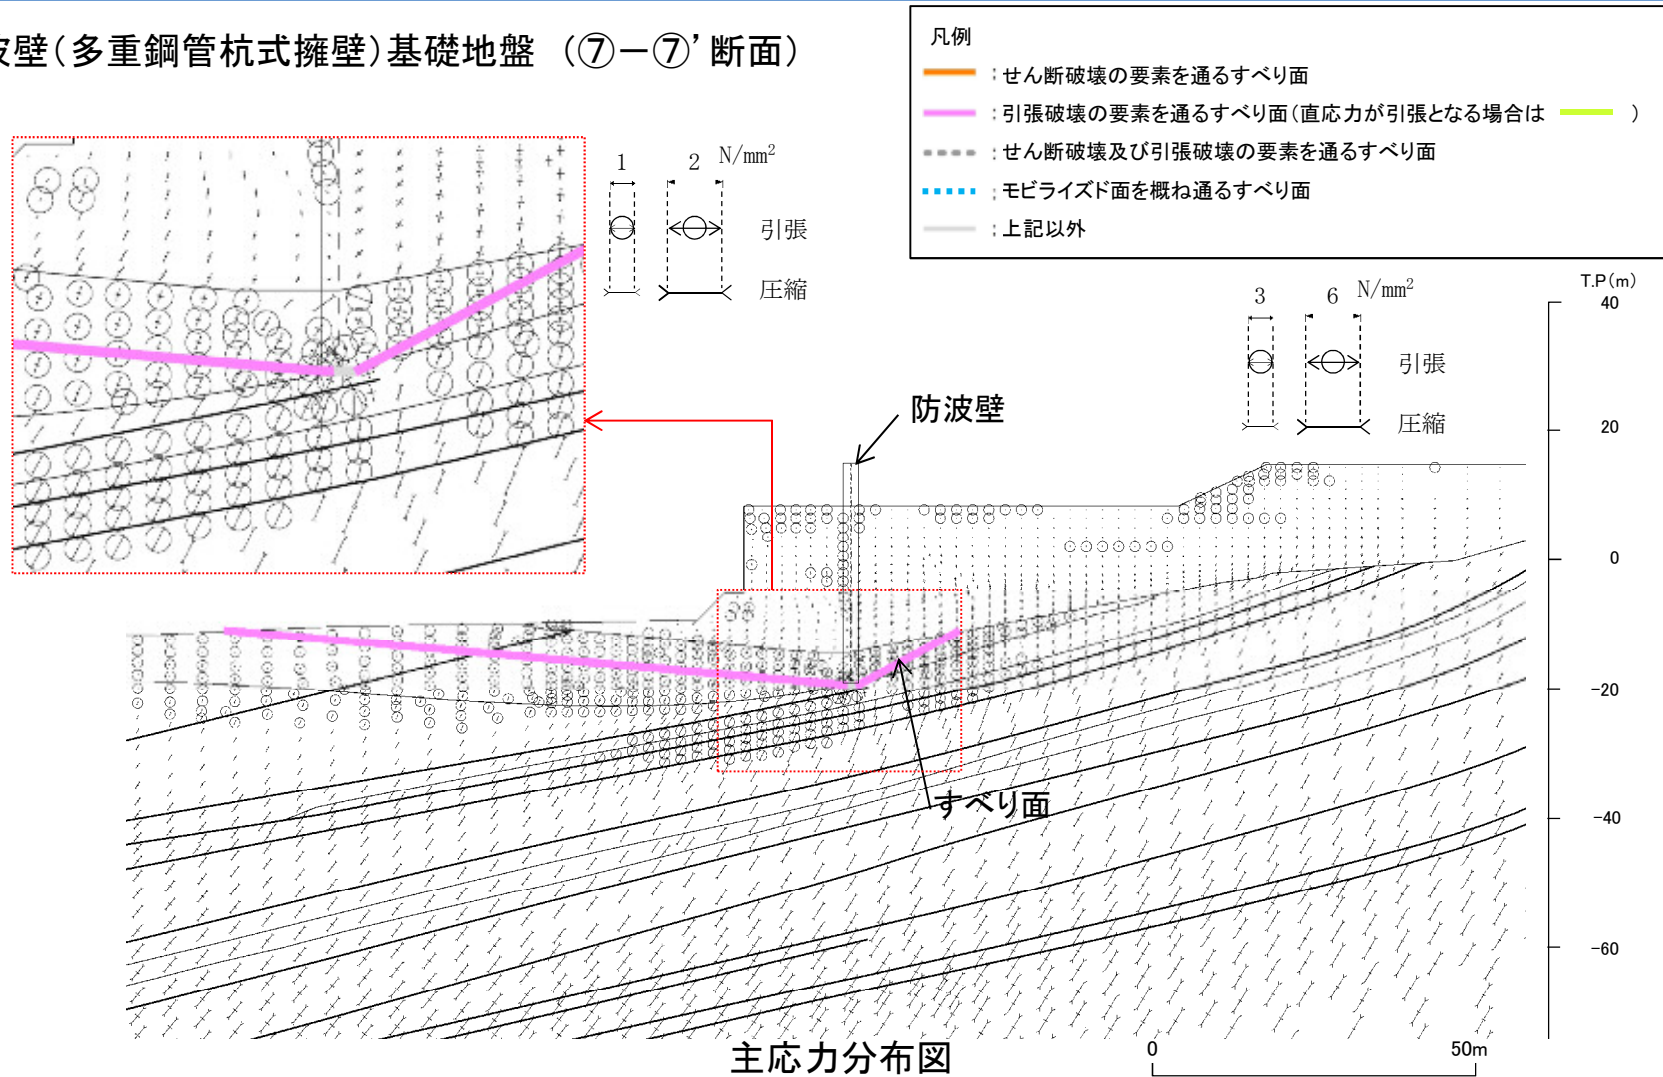 波壁(多重鋼管杭式擁壁)基礎地盤 (⑦ー⑦’断面)
凡例
:せん断破壊の要素を通るすべり面
:引張破壊の要素を通るすべり面(直応力が引張となる場合は )
:せん断破壊及び引張破壊の要素を通るすべり面
:モビライズド面を概ね通るすべり面
:上記以外
1 2 N/mm²
引張
圧縮
3 6 N/mm²
引張
圧縮
T.P(m)
40
20
0
-20
-40
-60
防波壁
すべり面
主応力分布図
0 50m